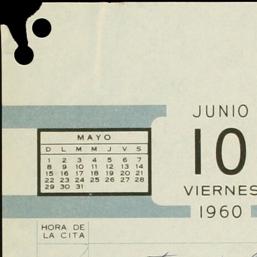 JUNIO
10
VIERNES
1960
MAYO
D L M M J V S
1 2 3 4 5 6 7
8 9 10 11 12 13 14
15 16 17 18 19 20 21
22 23 24 25 26 27 28
29 30 31
HORA DE
LA CITA